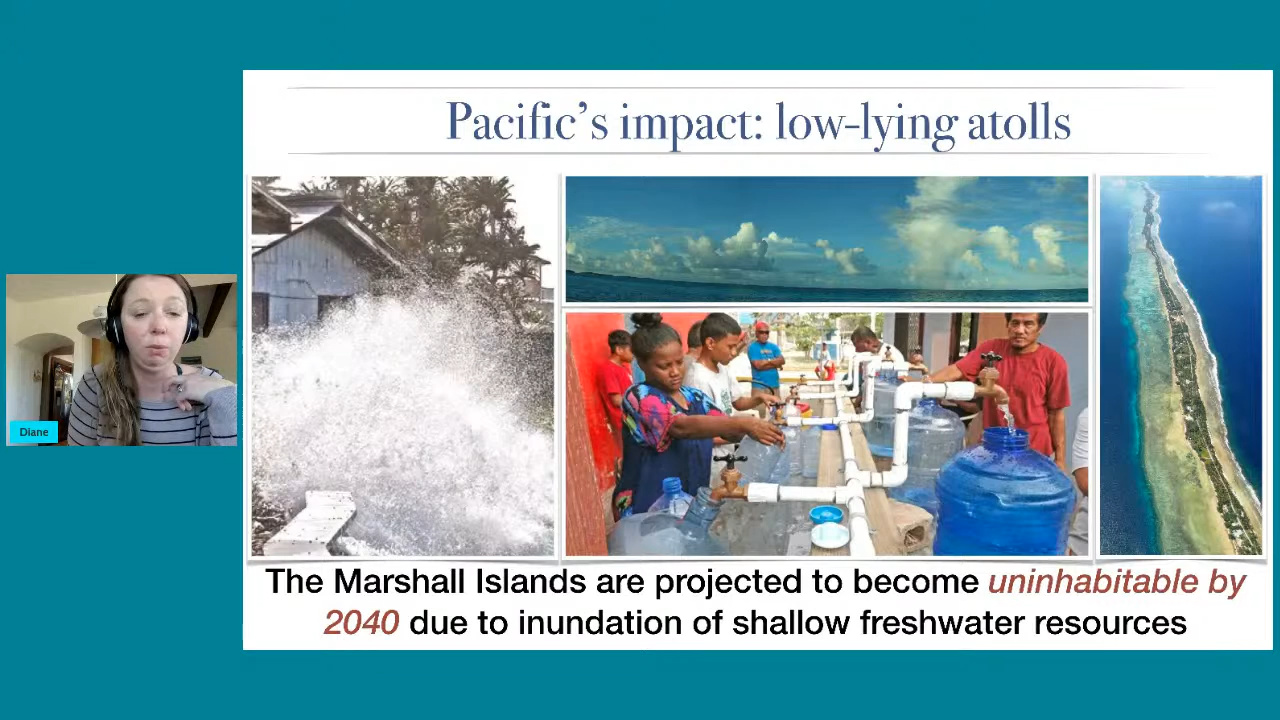 Pacific's impact: low-lying atolls
Diane
The Marshall Islands are projected to become uninhabitable by
2040 due to inundation of shallow freshwater resources